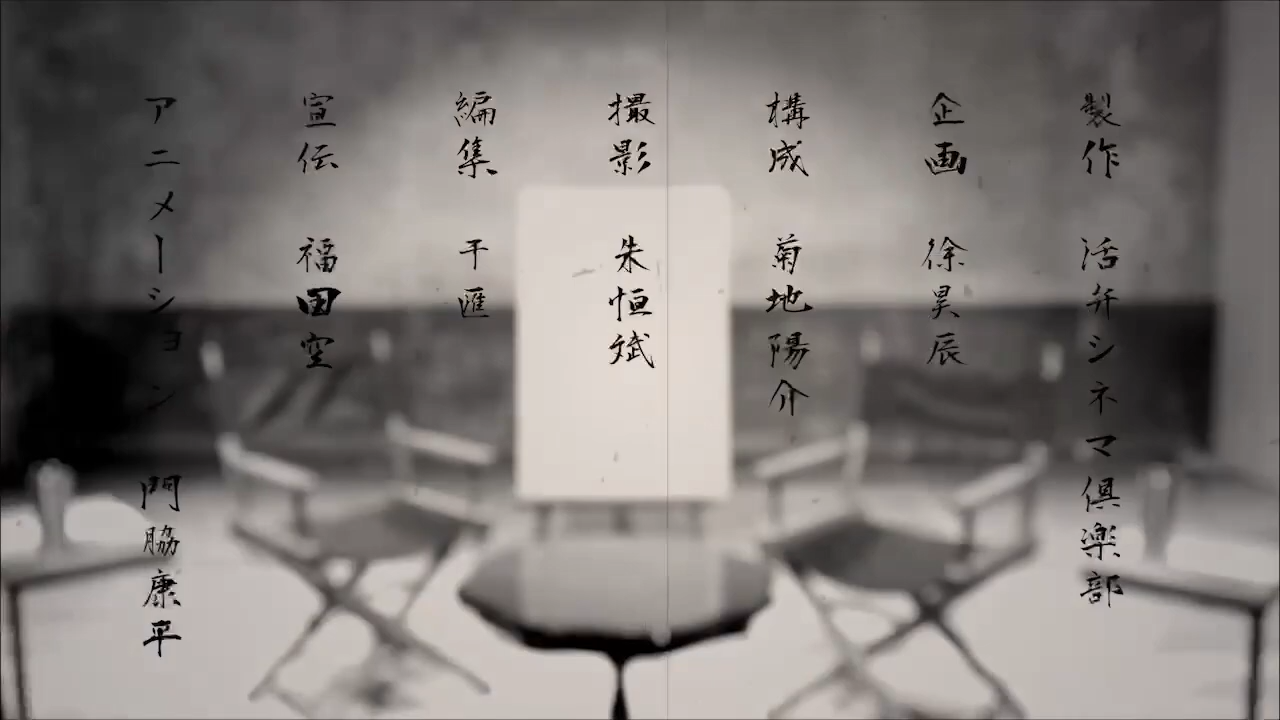 製作 活弁シネマ倶楽部
企画 徐昊辰
構成 菊地陽介
撮影 朱恒斌
編集 干匯
宣伝 福田空
アニメーション 門脇康平